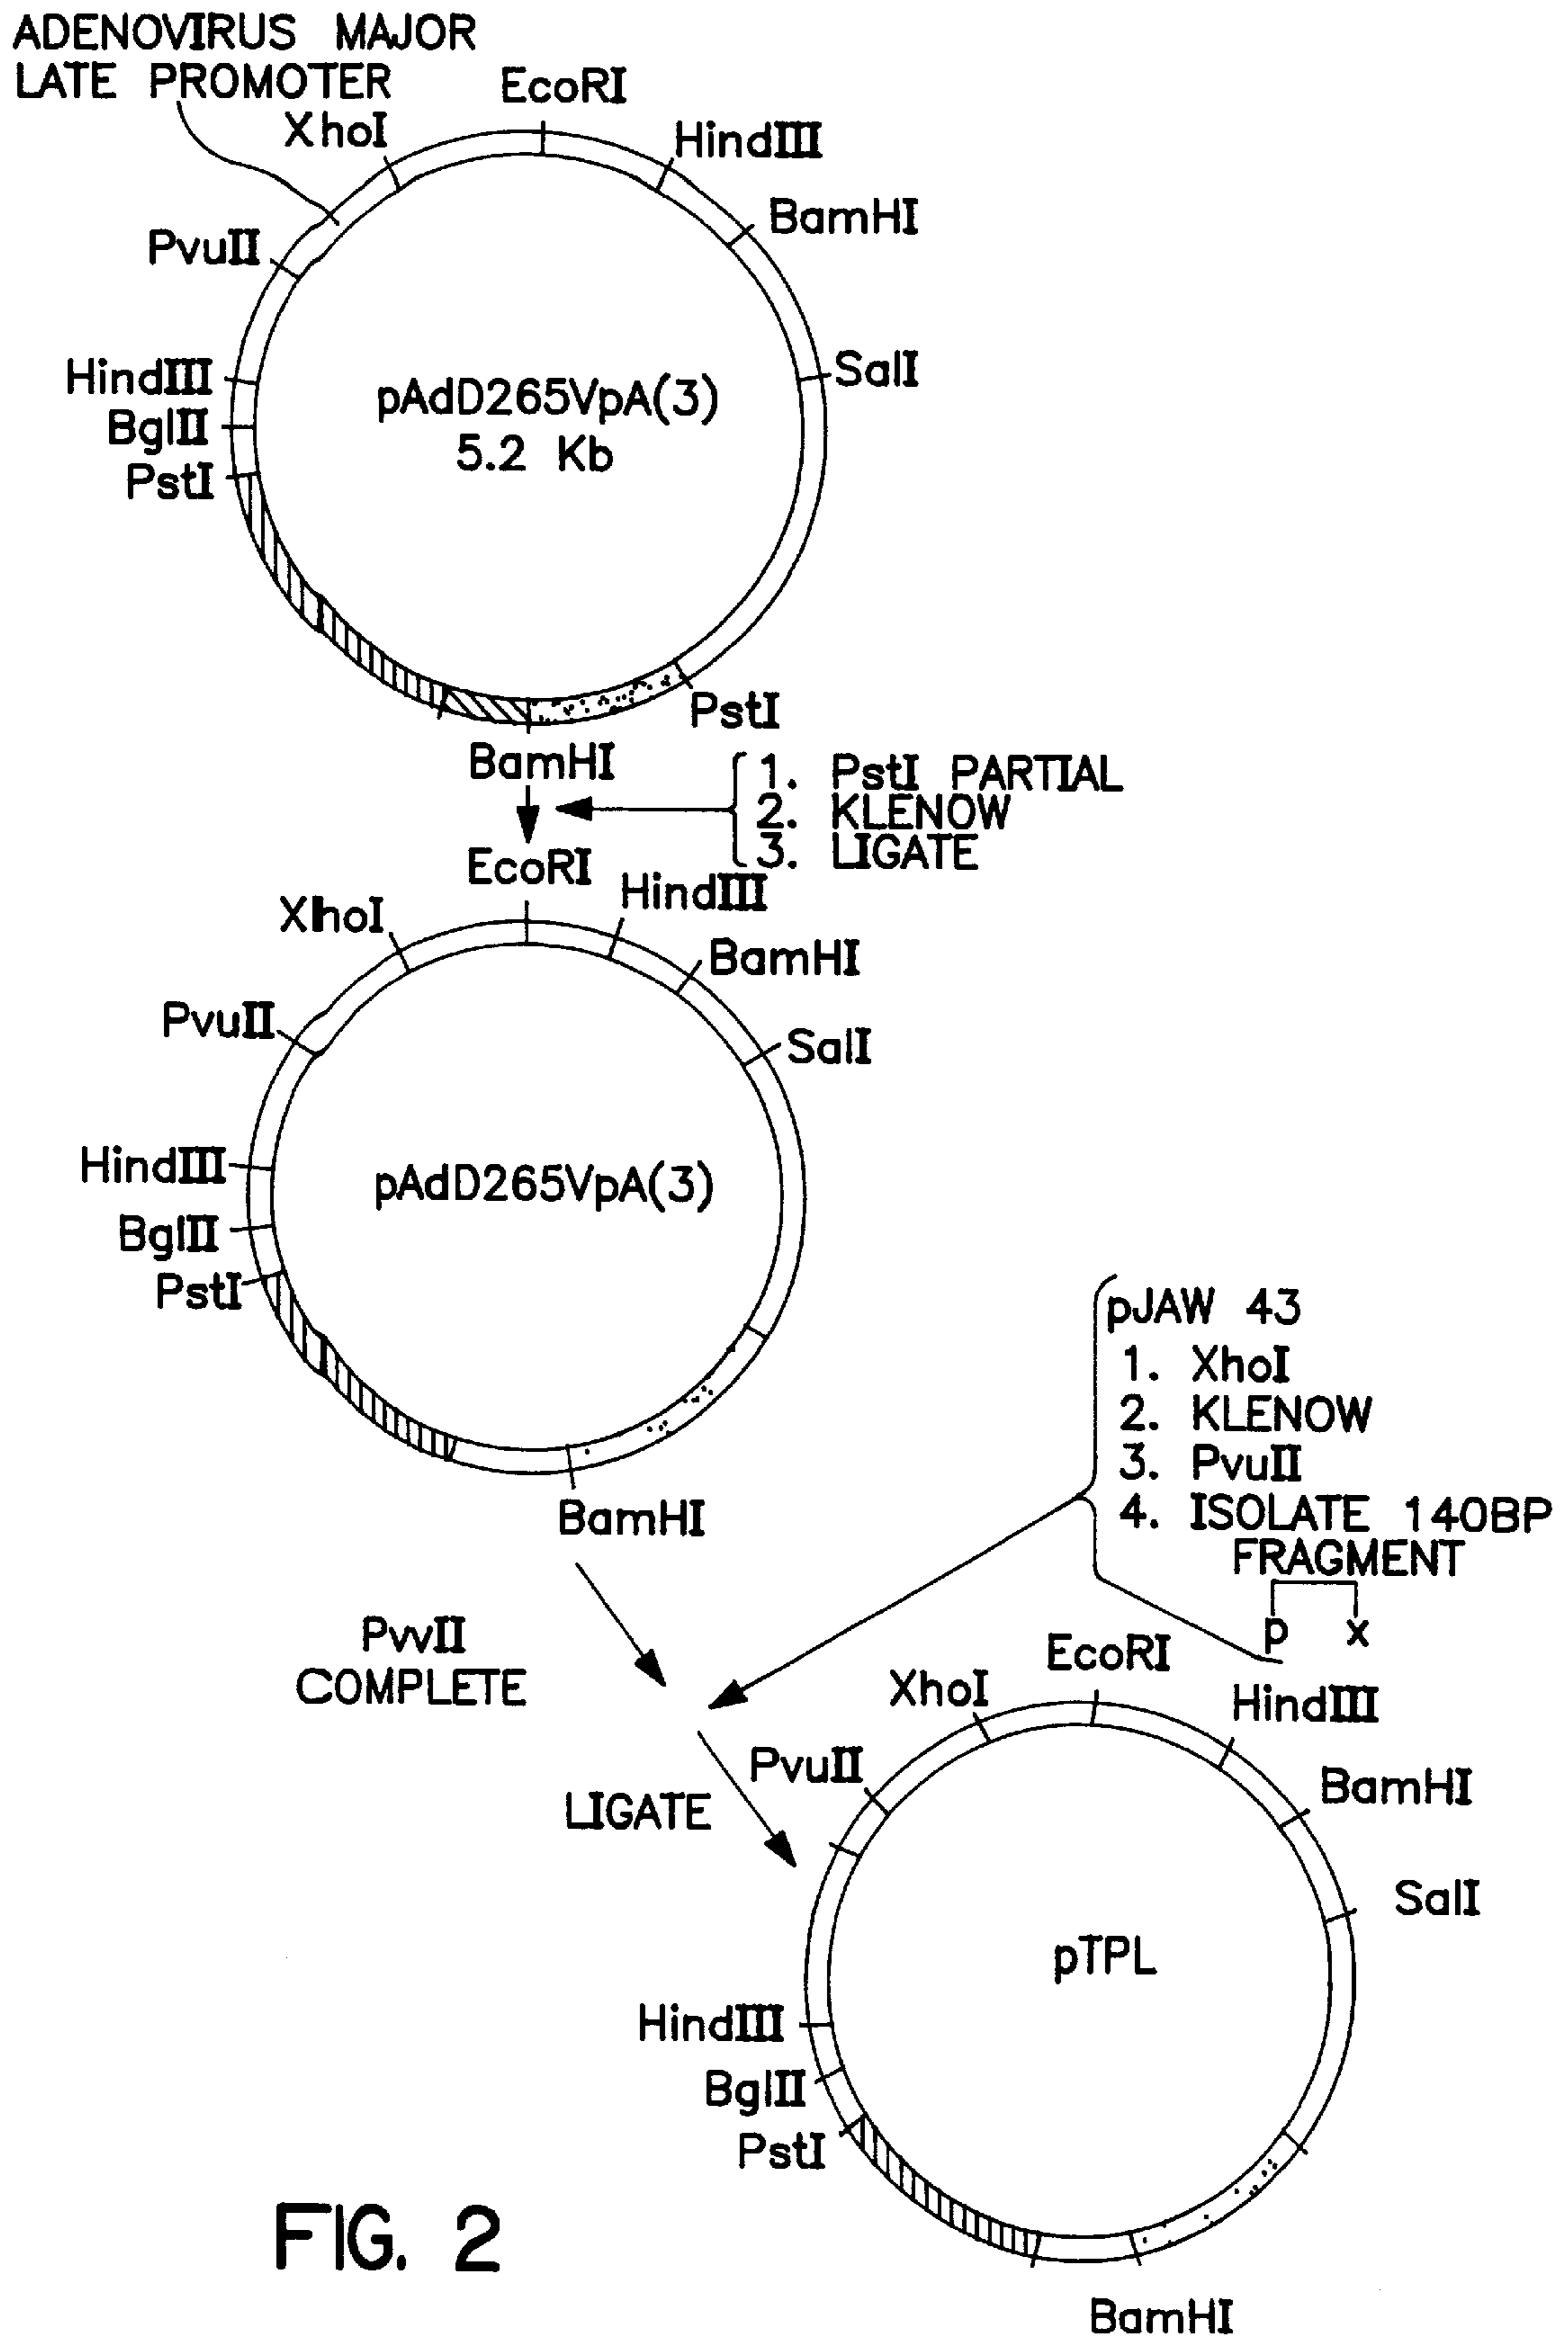 ADENOVIRUS MAJOR
LATE PROMOTER
EcoRI
XhoI
HindIII
BamHI
PvuII
SalI
HindIII
pAdD265VpA(3)
BglII
5.2 Kb
PstI
PstI
BamHI
1. PstI PARTIAL
2. KLENOW
3. LIGATE
EcoRI
HindIII
XhoI
BamHI
PvuII
SalI
HindIII
pAdD265VpA(3)
BglII
PstI
BamHI
pJAW 43
1. XhoI
2. KLENOW
3. PvuII
4. ISOLATE 140BP
FRAGMENT
p x
PvvII
COMPLETE
EcoRI
XhoI
HindIII
PvuII
BamHI
LIGATE
SalI
pTPL
HindIII
BglII
PstI
BamHI
FIG. 2